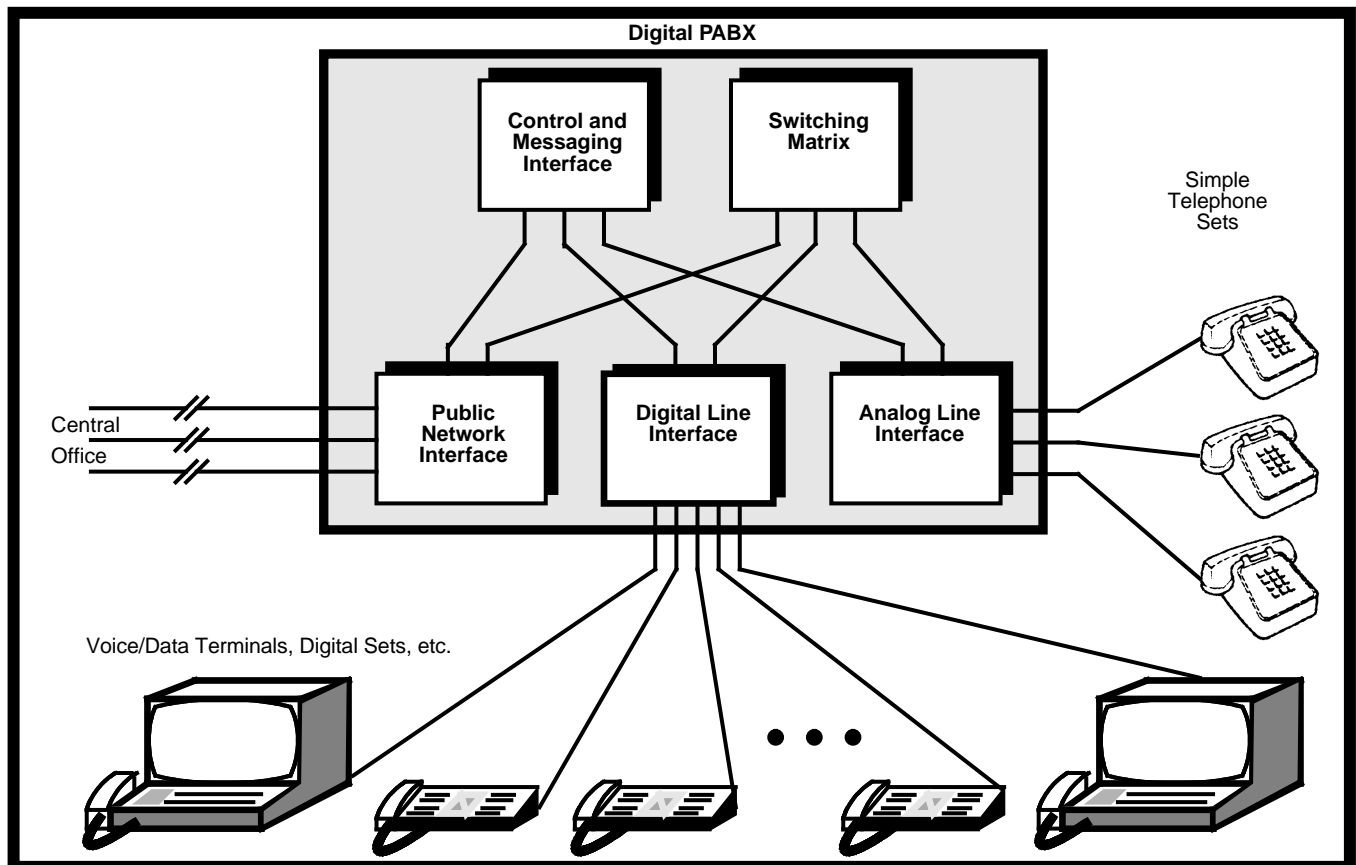 Digital PABX
Control and
Messaging
Interface
Switching
Matrix
Simple
Telephone
Sets
Central
Office
Public
Network
Interface
Digital Line
Interface
Analog Line
Interface
Voice/Data Terminals, Digital Sets, etc.